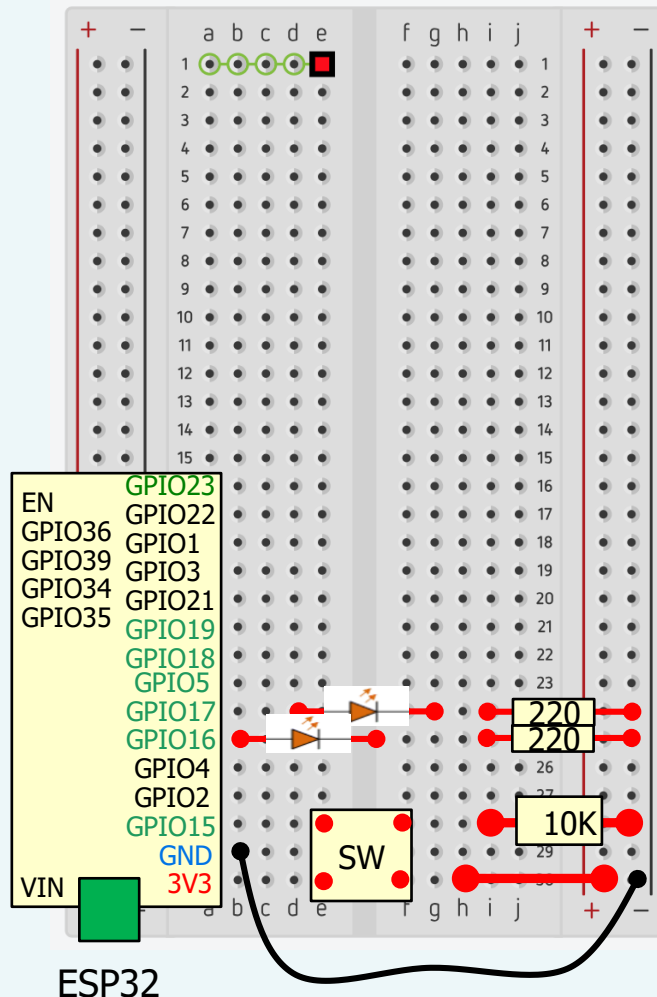 + − a b c d e f g h i j + −
1 1
2 2
3 3
4 4
5 5
6 6
7 7
8 8
9 9
10 10
11 11
12 12
13 13
14 14
15 15
GPIO23 16
EN GPIO22 17
GPIO36 GPIO1 18
GPIO39 GPIO3 19
GPIO34 GPIO21 20
GPIO35 GPIO19 21
GPIO18 22
GPIO5 23
GPIO17 220
GPIO16 220
GPIO4 26
GPIO2 27
GPIO15 10K
GND SW 29
VIN 3V3 30
− a b c d e f g h i j + −
ESP32